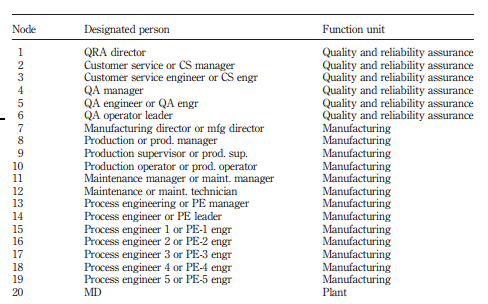 Node Designated person Function unit
1 QRA director Quality and reliability assurance
2 Customer service or CS manager Quality and reliability assurance
3 Customer service engineer or CS engr Quality and reliability assurance
4 QA manager Quality and reliability assurance
5 QA engineer or QA engr Quality and reliability assurance
6 QA operator leader Quality and reliability assurance
7 Manufacturing director or mfg director Manufacturing
8 Production or prod. manager Manufacturing
9 Production supervisor or prod. sup. Manufacturing
10 Production operator or prod. operator Manufacturing
11 Maintenance manager or maint. manager Manufacturing
12 Maintenance or maint. technician Manufacturing
13 Process engineering or PE manager Manufacturing
14 Process engineer or PE leader Manufacturing
15 Process engineer 1 or PE-1 engr Manufacturing
16 Process engineer 2 or PE-2 engr Manufacturing
17 Process engineer 3 or PE-3 engr Manufacturing
18 Process engineer 4 or PE-4 engr Manufacturing
19 Process engineer 5 or PE-5 engr Manufacturing
20 MD Plant